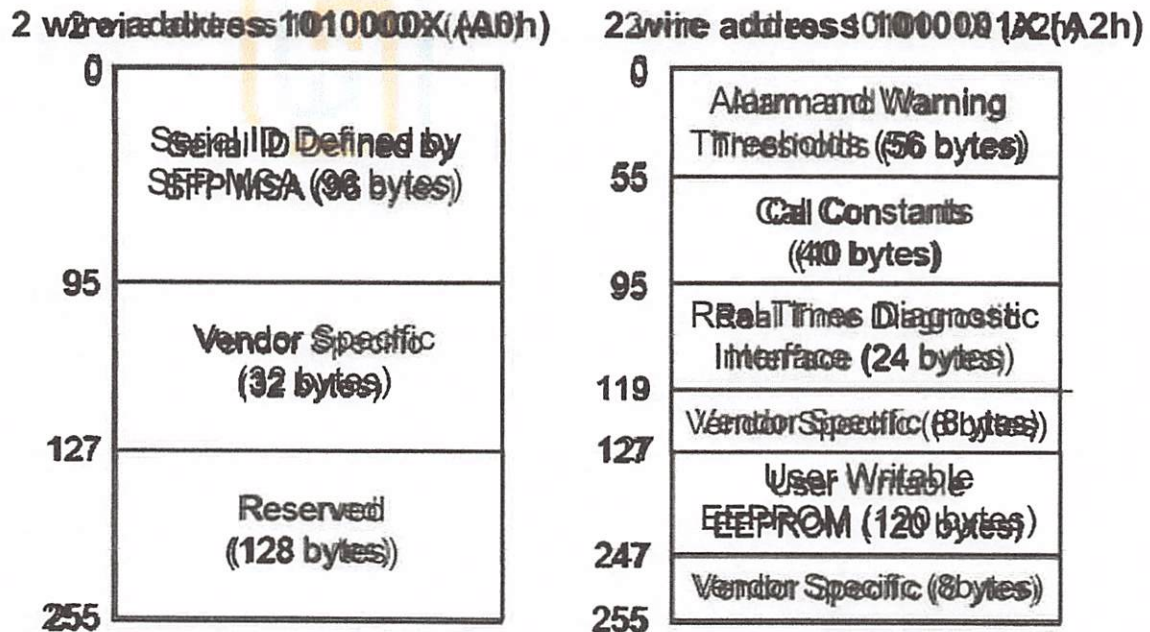 2 wire address 1010000X (A0h)
0
Serial ID Defined by
SFP MSA (96 bytes)
95
Vendor Specific
(32 bytes)
127
Reserved
(128 bytes)
255
2 wire address 1010001X (A2h)
0
Alarm and Warning
Thresholds (56 bytes)
55
Cal Constants
(40 bytes)
95
Real Time Diagnostic
Interface (24 bytes)
119
Vendor Specific (8 bytes)
127
User Writable
EEPROM (120 bytes)
247
Vendor Specific (8 bytes)
255